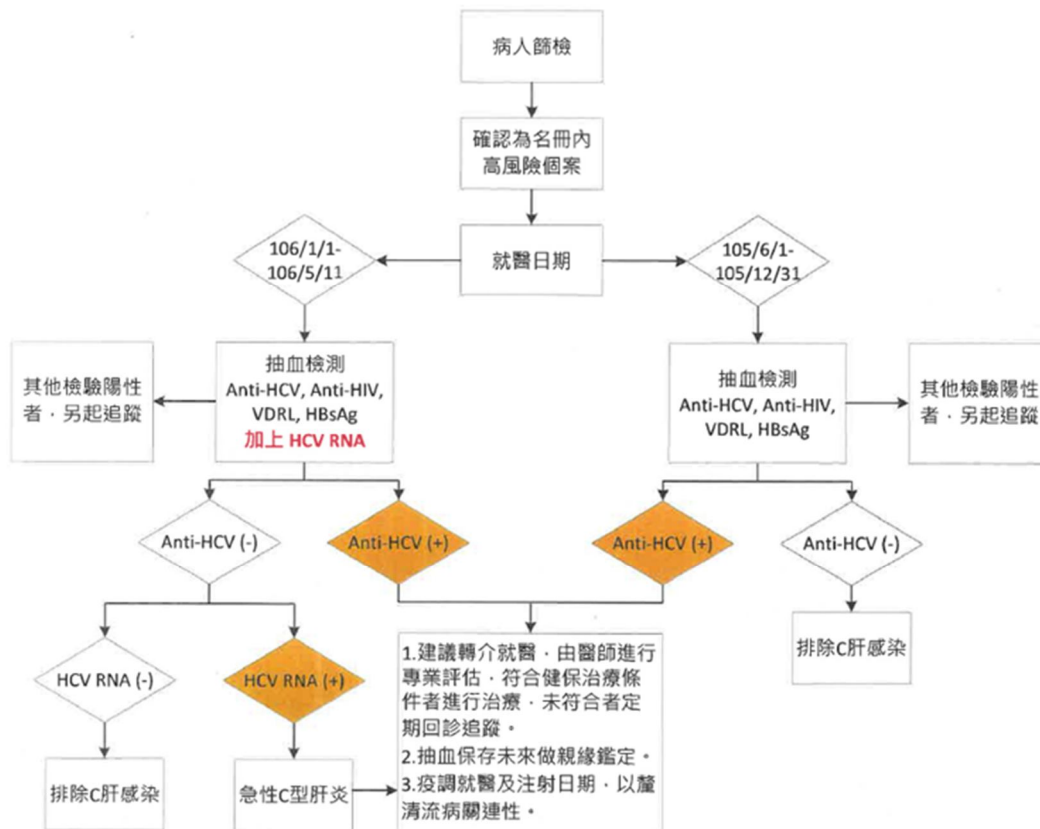 病人篩檢
確認為名冊內
高風險個案
就醫日期
106/1/1-
106/5/11
105/6/1-
105/12/31
其他檢驗陽性
者，另起追蹤
抽血檢測
Anti-HCV, Anti-HIV,
VDRL, HBsAg
加上 HCV RNA
抽血檢測
Anti-HCV, Anti-HIV,
VDRL, HBsAg
其他檢驗陽性
者，另起追蹤
Anti-HCV (-)
Anti-HCV (+)
Anti-HCV (+)
Anti-HCV (-)
HCV RNA (-)
HCV RNA (+)
1.建議轉介就醫，由醫師進行
專業評估，符合健保治療條
件者進行治療，未符合者定
期回診追蹤。
2.抽血保存未來做親緣鑑定。
3.疫調就醫及注射日期，以釐
清流病關連性。
排除C肝感染
排除C肝感染
急性C型肝炎